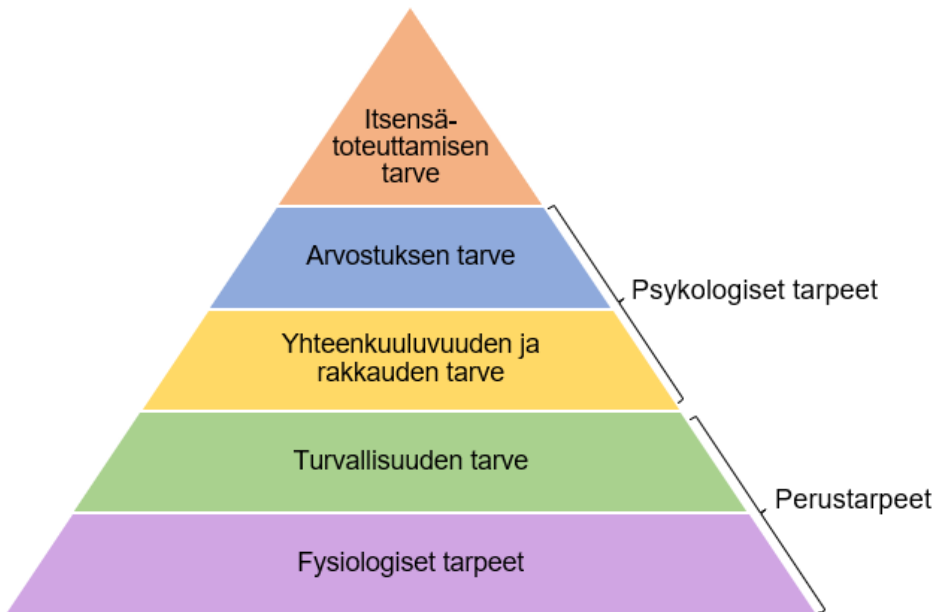 Itsensä-
toteuttamisen
tarve
Arvostuksen tarve
Psykologiset tarpeet
Yhteenkuuluvuuden ja
rakkauden tarve
Turvallisuuden tarve
Perustarpeet
Fysiologiset tarpeet